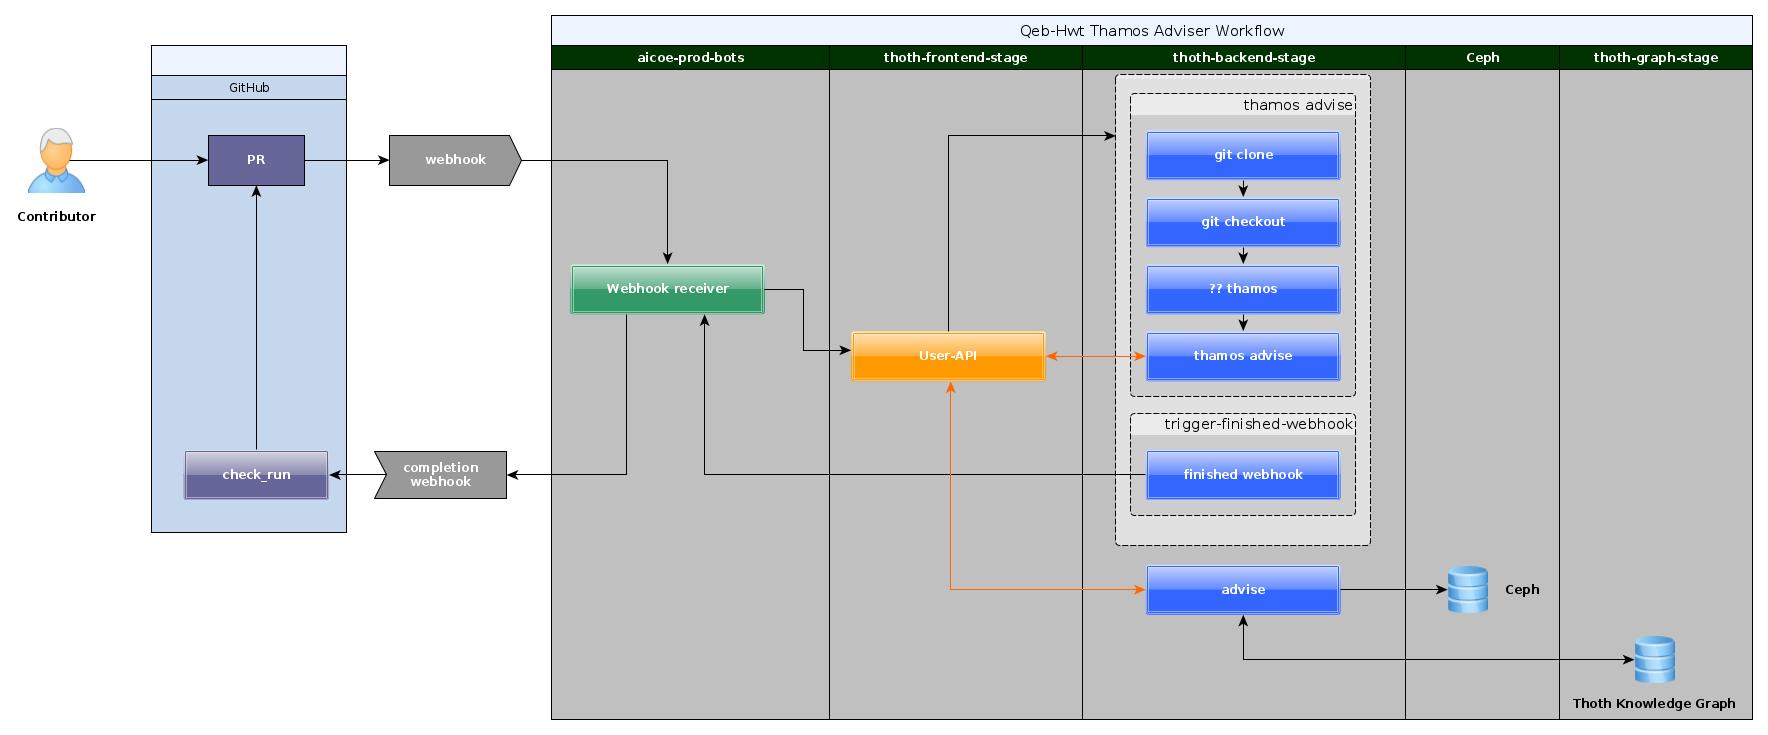 Qeb-Hwt Thamos Adviser Workflow
aicoe-prod-bots
thoth-frontend-stage
thoth-backend-stage
Ceph
thoth-graph-stage
GitHub
thamos advise
PR
webhook
git clone
Contributor
git checkout
Webhook receiver
?? thamos
User-API
thamos advise
trigger-finished-webhook
check_run
completion
webhook
finished webhook
advise
Ceph
Thoth Knowledge Graph